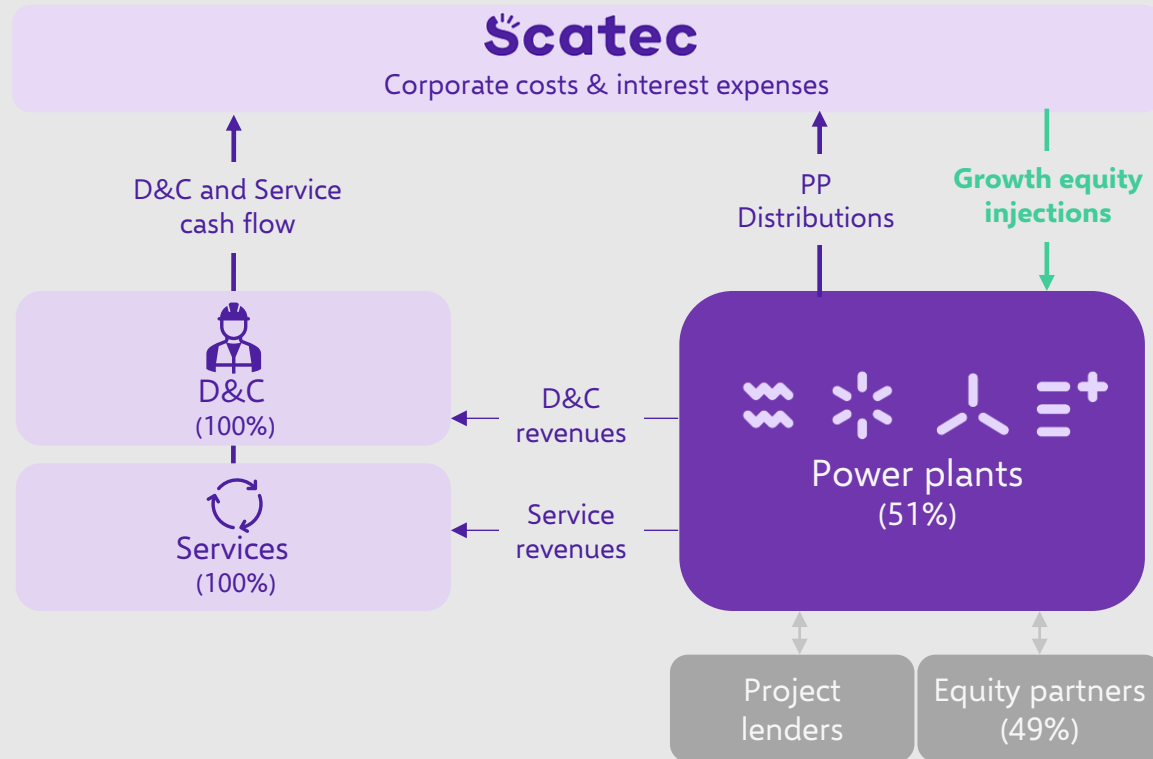 Scatec
Corporate costs & interest expenses
D&C and Service
cash flow
PP
Distributions
Growth equity
injections
D&C
(100%)
D&C
revenues
Services
(100%)
Service
revenues
Power plants
(51%)
Project
lenders
Equity partners
(49%)